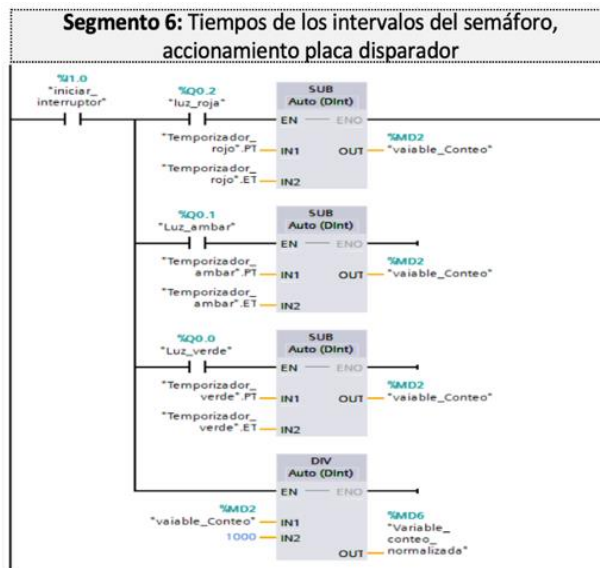 Segmento 6: Tiempos de los intervalos del semáforo,
accionamiento placa disparador
%I1.0
"iniciar_
interruptor"
%Q0.2
"luz_roja"
SUB
Auto (DInt)
EN
ENO
"Temporizador_
rojo".PT
IN1
OUT
%MD2
"vaiable_Conteo"
"Temporizador_
rojo".ET
IN2
%Q0.1
"Luz_ambar"
SUB
Auto (DInt)
EN
ENO
"Temporizador_
ambar".PT
IN1
OUT
%MD2
"vaiable_Conteo"
"Temporizador_
ambar".ET
IN2
%Q0.0
"Luz_verde"
SUB
Auto (DInt)
EN
ENO
"Temporizador_
verde".PT
IN1
OUT
%MD2
"vaiable_Conteo"
"Temporizador_
verde".ET
IN2
DIV
Auto (DInt)
EN
ENO
%MD2
"vaiable_Conteo"
IN1
1000
IN2
OUT
%MD6
"Variable_
conteo_
normalizada"